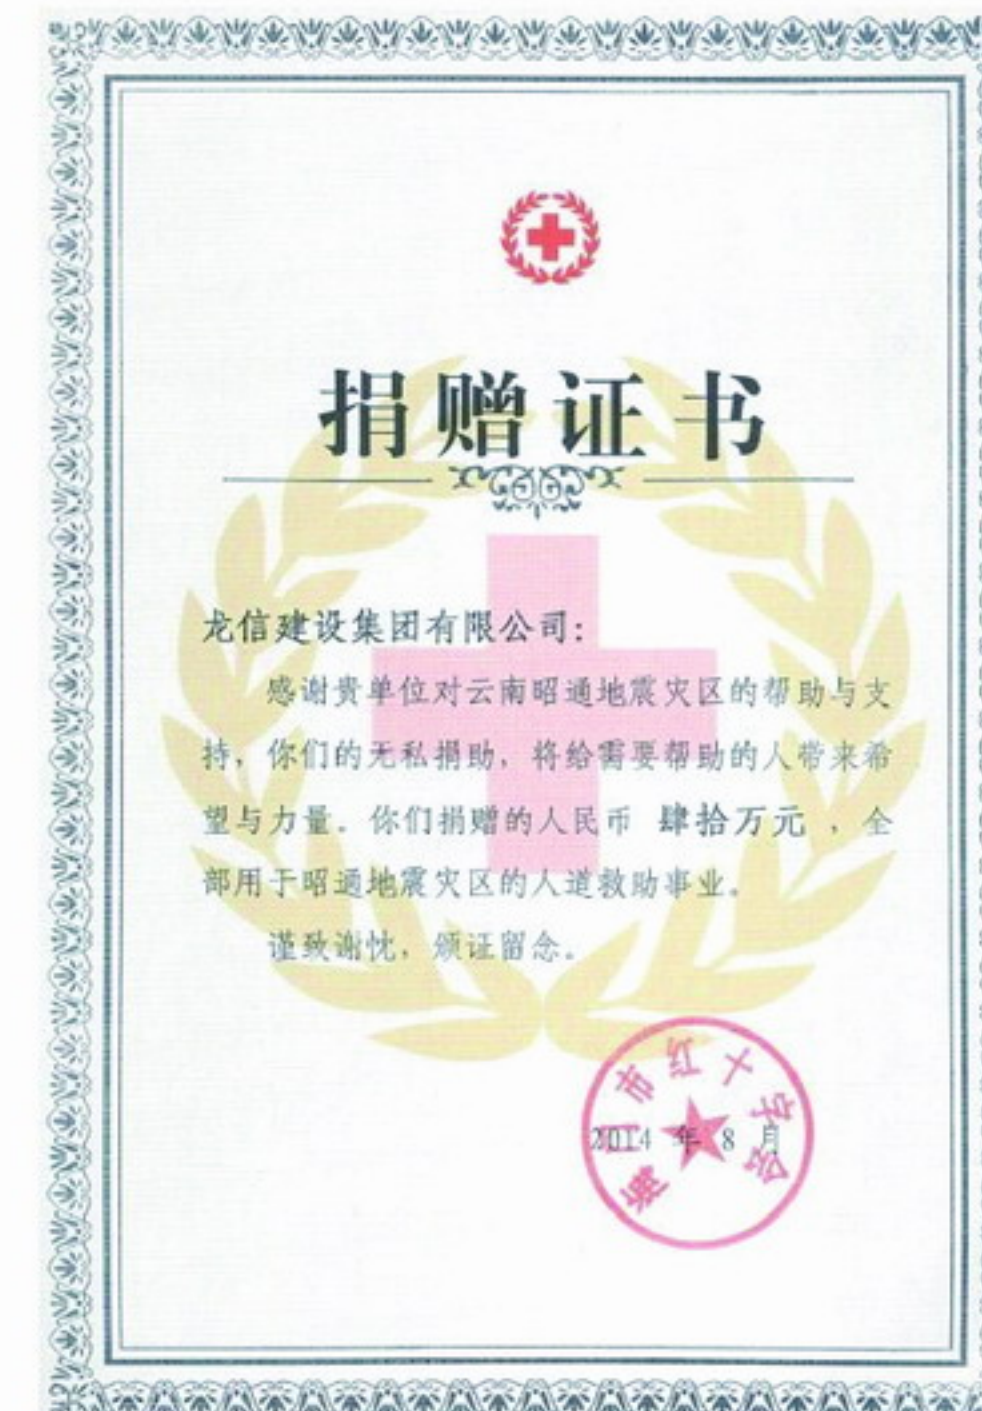 捐赠证书
龙信建设集团有限公司：
感谢贵单位对云南昭通地震灾区的帮助与支
持，你们的无私捐助，将给需要帮助的人带来希
望与力量。你们捐赠的人民币 肆拾万元 ，全
部用于昭通地震灾区的人道救助事业。
谨致谢忱，颁证留念。
海门市红十字会
2014 年 8 月